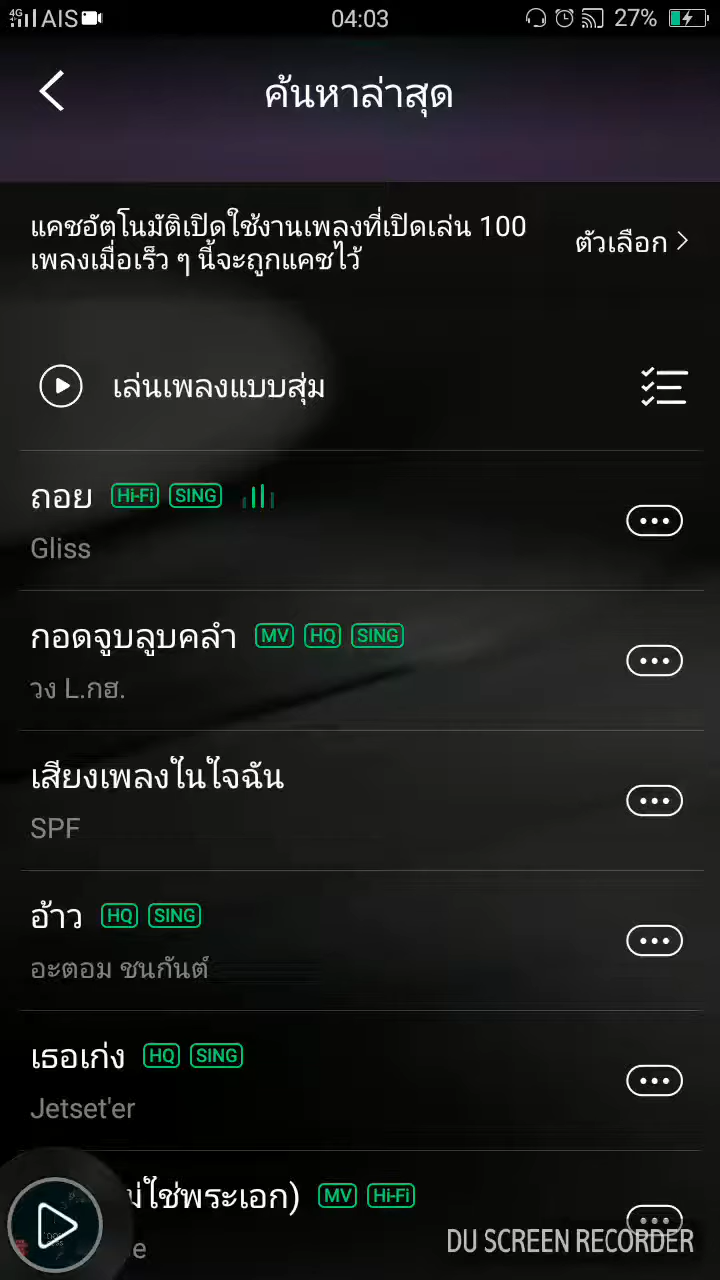 4G AIS 04:03 27%
ค้นหาล่าสุด
แคชอัตโนมัติเปิดใช้งานเพลงที่เปิดเล่น 100
เพลงเมื่อเร็ว ๆ นี้จะถูกแคชไว้
ตัวเลือก
เล่นเพลงแบบสุ่ม
ถอย Hi-Fi SING
Gliss
กอดจูบลูบคลำ MV HQ SING
วง L.กฮ.
เสียงเพลงในใจฉัน
SPF
อ้าว HQ SING
อะตอม ชนกันต์
เธอเก่ง HQ SING
Jetset'er
ม่ใช่พระเอก) MV Hi-Fi
e
DU SCREEN RECORDER